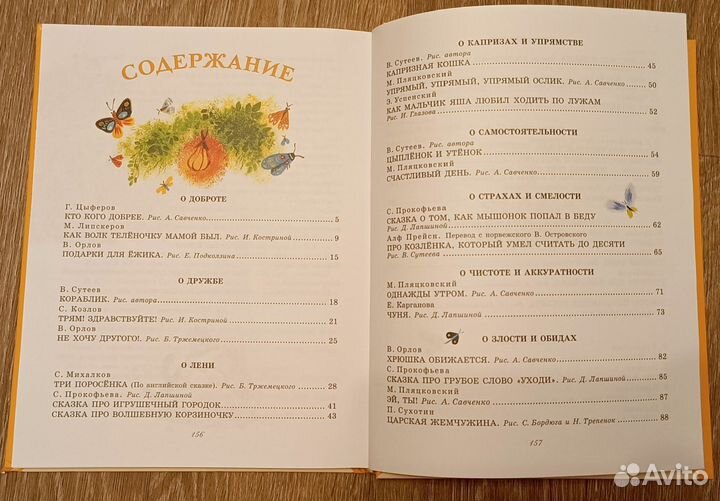 СОДЕРЖАНИЕ
О ДОБРОТЕ
Г. Цыферов
КТО КОГО ДОБРЕЕ. Рис. А. Савченко 5
М. Липскеров
КАК ВОЛК ТЕЛЁНОЧКУ МАМОЙ БЫЛ. Рис. И. Костриной 9
В. Орлов
ПОДАРКИ ДЛЯ ЁЖИКА. Рис. Е. Подколзина 15
О ДРУЖБЕ
В. Сутеев
КОРАБЛИК. Рис. автора 18
С. Козлов
ТРЯМ! ЗДРАВСТВУЙТЕ! Рис. И. Костриной 21
В. Орлов
НЕ ХОЧУ ДРУГОГО!. Рис. Б. Тржемецкого 25
О ЛЕНИ
С. Михалков
ТРИ ПОРОСЁНКА (По английской сказке). Рис. Б. Тржемецкого 28
С. Прокофьева. Рис. Д. Лапшиной
СКАЗКА ПРО ИГРУШЕЧНЫЙ ГОРОДОК 41
СКАЗКА ПРО ВОЛШЕБНУЮ КОРЗИНОЧКУ 43
156
О КАПРИЗАХ И УПРЯМСТВЕ
В. Сутеев. Рис. автора
КАПРИЗНАЯ КОШКА 45
М. Пляцковский
УПРЯМЫЙ, УПРЯМЫЙ, УПРЯМЫЙ ОСЛИК. Рис. А. Савченко 50
Э. Успенский
КАК МАЛЬЧИК ЯША ЛЮБИЛ ХОДИТЬ ПО ЛУЖАМ
Рис. И. Глазова 52
О САМОСТОЯТЕЛЬНОСТИ
В. Сутеев. Рис. автора
ЦЫПЛЁНОК И УТЁНОК 54
М. Пляцковский
СЧАСТЛИВЫЙ ДЕНЬ. Рис. А. Савченко 59
О СТРАХАХ И СМЕЛОСТИ
С. Прокофьева
СКАЗКА О ТОМ, КАК МЫШОНОК ПОПАЛ В БЕДУ
Рис. Д. Лапшиной 62
Алф Прейсн. Перевод с норвежского В. Островского
ПРО КОЗЛЁНКА, КОТОРЫЙ УМЕЛ СЧИТАТЬ ДО ДЕСЯТИ
Рис. В. Сутеева 65
О ЧИСТОТЕ И АККУРАТНОСТИ
М. Пляцковский
ОДНАЖДЫ УТРОМ. Рис. А. Савченко 71
Е. Карганова
ЧУНЯ. Рис. Д. Лапшиной 73
О ЗЛОСТИ И ОБИДАХ
В. Орлов
ХРЮШКА ОБИЖАЕТСЯ. Рис. А. Савченко 82
С. Прокофьева
СКАЗКА ПРО ГРУБОЕ СЛОВО «УХОДИ». Рис. Д. Лапшиной 85
М. Пляцковский
ЭЙ, ТЫ! Рис. А. Савченко 87
П. Сухотин
ЦАРСКАЯ ЖЕМЧУЖИНА. Рис. С. Бордюга и Н. Трепенок 88
157
Avito